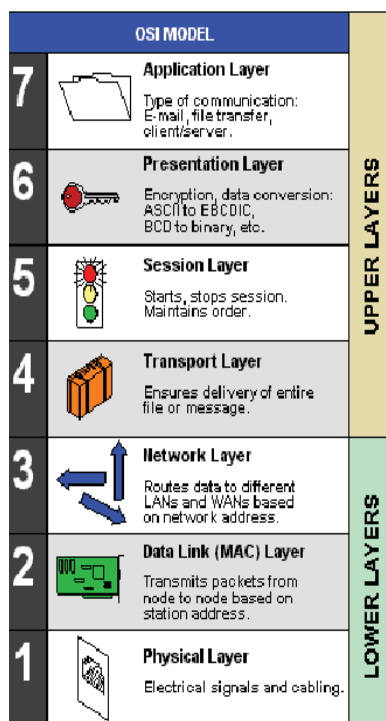 OSI MODEL
7
Application Layer
Type of communication:
E-mail, file transfer,
client/server.
6
Presentation Layer
Encryption, data conversion:
ASCII to EBCDIC,
BCD to binary, etc.
5
Session Layer
Starts, stops session.
Maintains order.
4
Transport Layer
Ensures delivery of entire
file or message.
UPPER LAYERS
3
Network Layer
Routes data to different
LANs and WANs based
on network address.
2
Data Link (MAC) Layer
Transmits packets from
node to node based on
station address.
1
Physical Layer
Electrical signals and cabling.
LOWER LAYERS